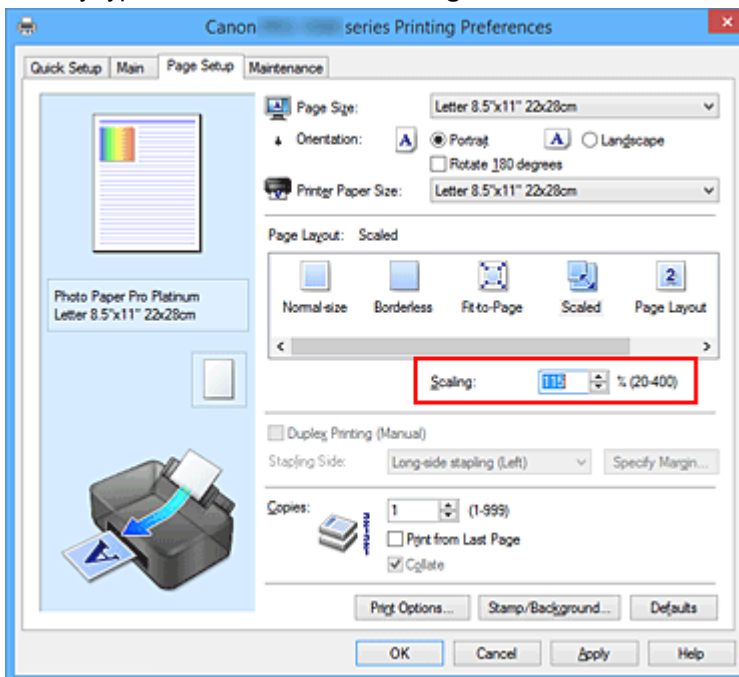 Canon series Printing Preferences
Quick Setup Main Page Setup Maintenance
Page Size: Letter 8.5"x11" 22x28cm
Orientation: A Portrait A Landscape
Rotate 180 degrees
Printer Paper Size: Letter 8.5"x11" 22x28cm
Page Layout: Scaled
Normal-size Borderless Fit-to-Page Scaled Page Layout
Photo Paper Pro Platinum
Letter 8.5"x11" 22x28cm
Scaling: 115 % (20-400)
Duplex Printing (Manual)
Stapling Side: Long-side stapling (Left) Specify Margin...
Copies: 1 (1-999)
Print from Last Page
Collate
Print Options... Stamp/Background... Defaults
OK Cancel Apply Help